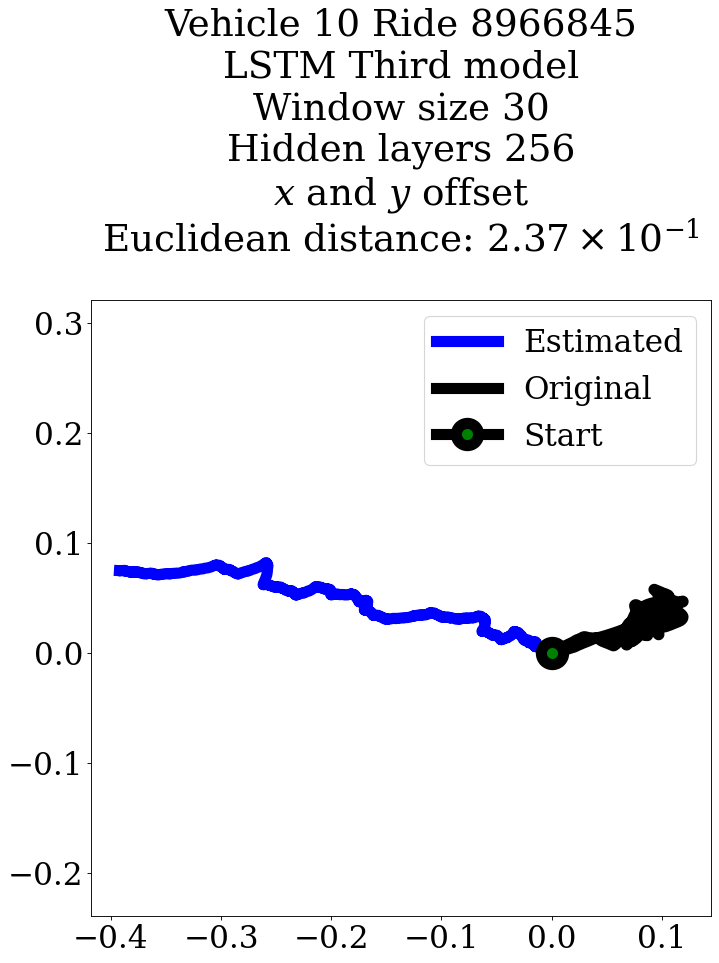 Vehicle 10 Ride 8966845
LSTM Third model
Window size 30
Hidden layers 256
x and y offset
Euclidean distance: 2.37 × 10⁻¹
Estimated
Original
Start
0.3
0.2
0.1
0.0
−0.1
−0.2
−0.4 −0.3 −0.2 −0.1 0.0 0.1